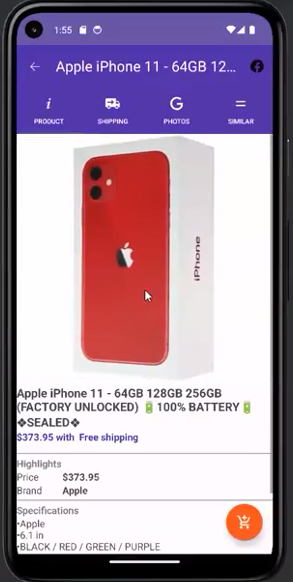 1:55
Apple iPhone 11 - 64GB 12...
PRODUCT
SHIPPING
PHOTOS
SIMILAR
iPhone
Apple iPhone 11 - 64GB 128GB 256GB
(FACTORY UNLOCKED) 🔋100% BATTERY🔋
❖SEALED❖
$373.95 with Free shipping
Highlights
Price $373.95
Brand Apple
Specifications
•Apple
•6.1 in
•BLACK / RED / GREEN / PURPLE